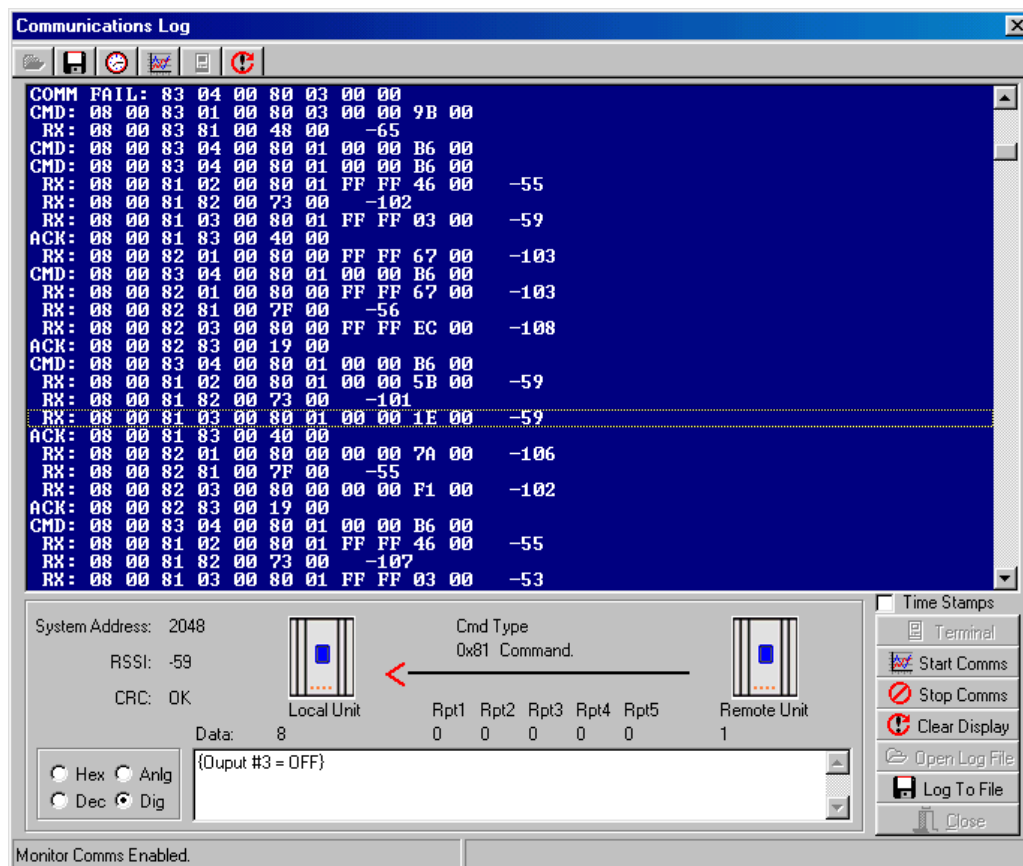 Communications Log
COMM FAIL: 83 04 00 80 03 00 00
CMD: 08 00 83 01 00 80 03 00 00 9B 00
RX: 08 00 83 81 00 48 00 -65
CMD: 08 00 83 04 00 80 01 00 00 B6 00
CMD: 08 00 83 04 00 80 01 00 00 B6 00
RX: 08 00 81 02 00 80 01 FF FF 46 00 -55
RX: 08 00 81 82 00 73 00 -102
RX: 08 00 81 03 00 80 01 FF FF 03 00 -59
ACK: 08 00 81 83 00 40 00
RX: 08 00 82 01 00 80 00 FF FF 67 00 -103
CMD: 08 00 83 04 00 80 01 00 00 B6 00
RX: 08 00 82 01 00 80 00 FF FF 67 00 -103
RX: 08 00 82 81 00 7F 00 -56
RX: 08 00 82 03 00 80 00 FF FF EC 00 -108
ACK: 08 00 82 83 00 19 00
CMD: 08 00 83 04 00 80 01 00 00 B6 00
RX: 08 00 81 02 00 80 01 00 00 5B 00 -59
RX: 08 00 81 82 00 73 00 -101
RX: 08 00 81 03 00 80 01 00 00 1E 00 -59
ACK: 08 00 81 83 00 40 00
RX: 08 00 82 01 00 80 00 00 00 7A 00 -106
RX: 08 00 82 81 00 7F 00 -55
RX: 08 00 82 03 00 80 00 00 00 F1 00 -102
ACK: 08 00 82 83 00 19 00
CMD: 08 00 83 04 00 80 01 00 00 B6 00
RX: 08 00 81 02 00 80 01 FF FF 46 00 -55
RX: 08 00 81 82 00 73 00 -107
RX: 08 00 81 03 00 80 01 FF FF 03 00 -53
System Address: 2048
RSSI: -59
CRC: OK
Cmd Type
0x81 Command.
Local Unit
Rpt1 Rpt2 Rpt3 Rpt4 Rpt5
Remote Unit
Data: 8 0 0 0 0 0 1
Hex Anlg
Dec Dig
{Ouput #3 = OFF}
Time Stamps
Terminal
Start Comms
Stop Comms
Clear Display
Open Log File
Log To File
Close
Monitor Comms Enabled.